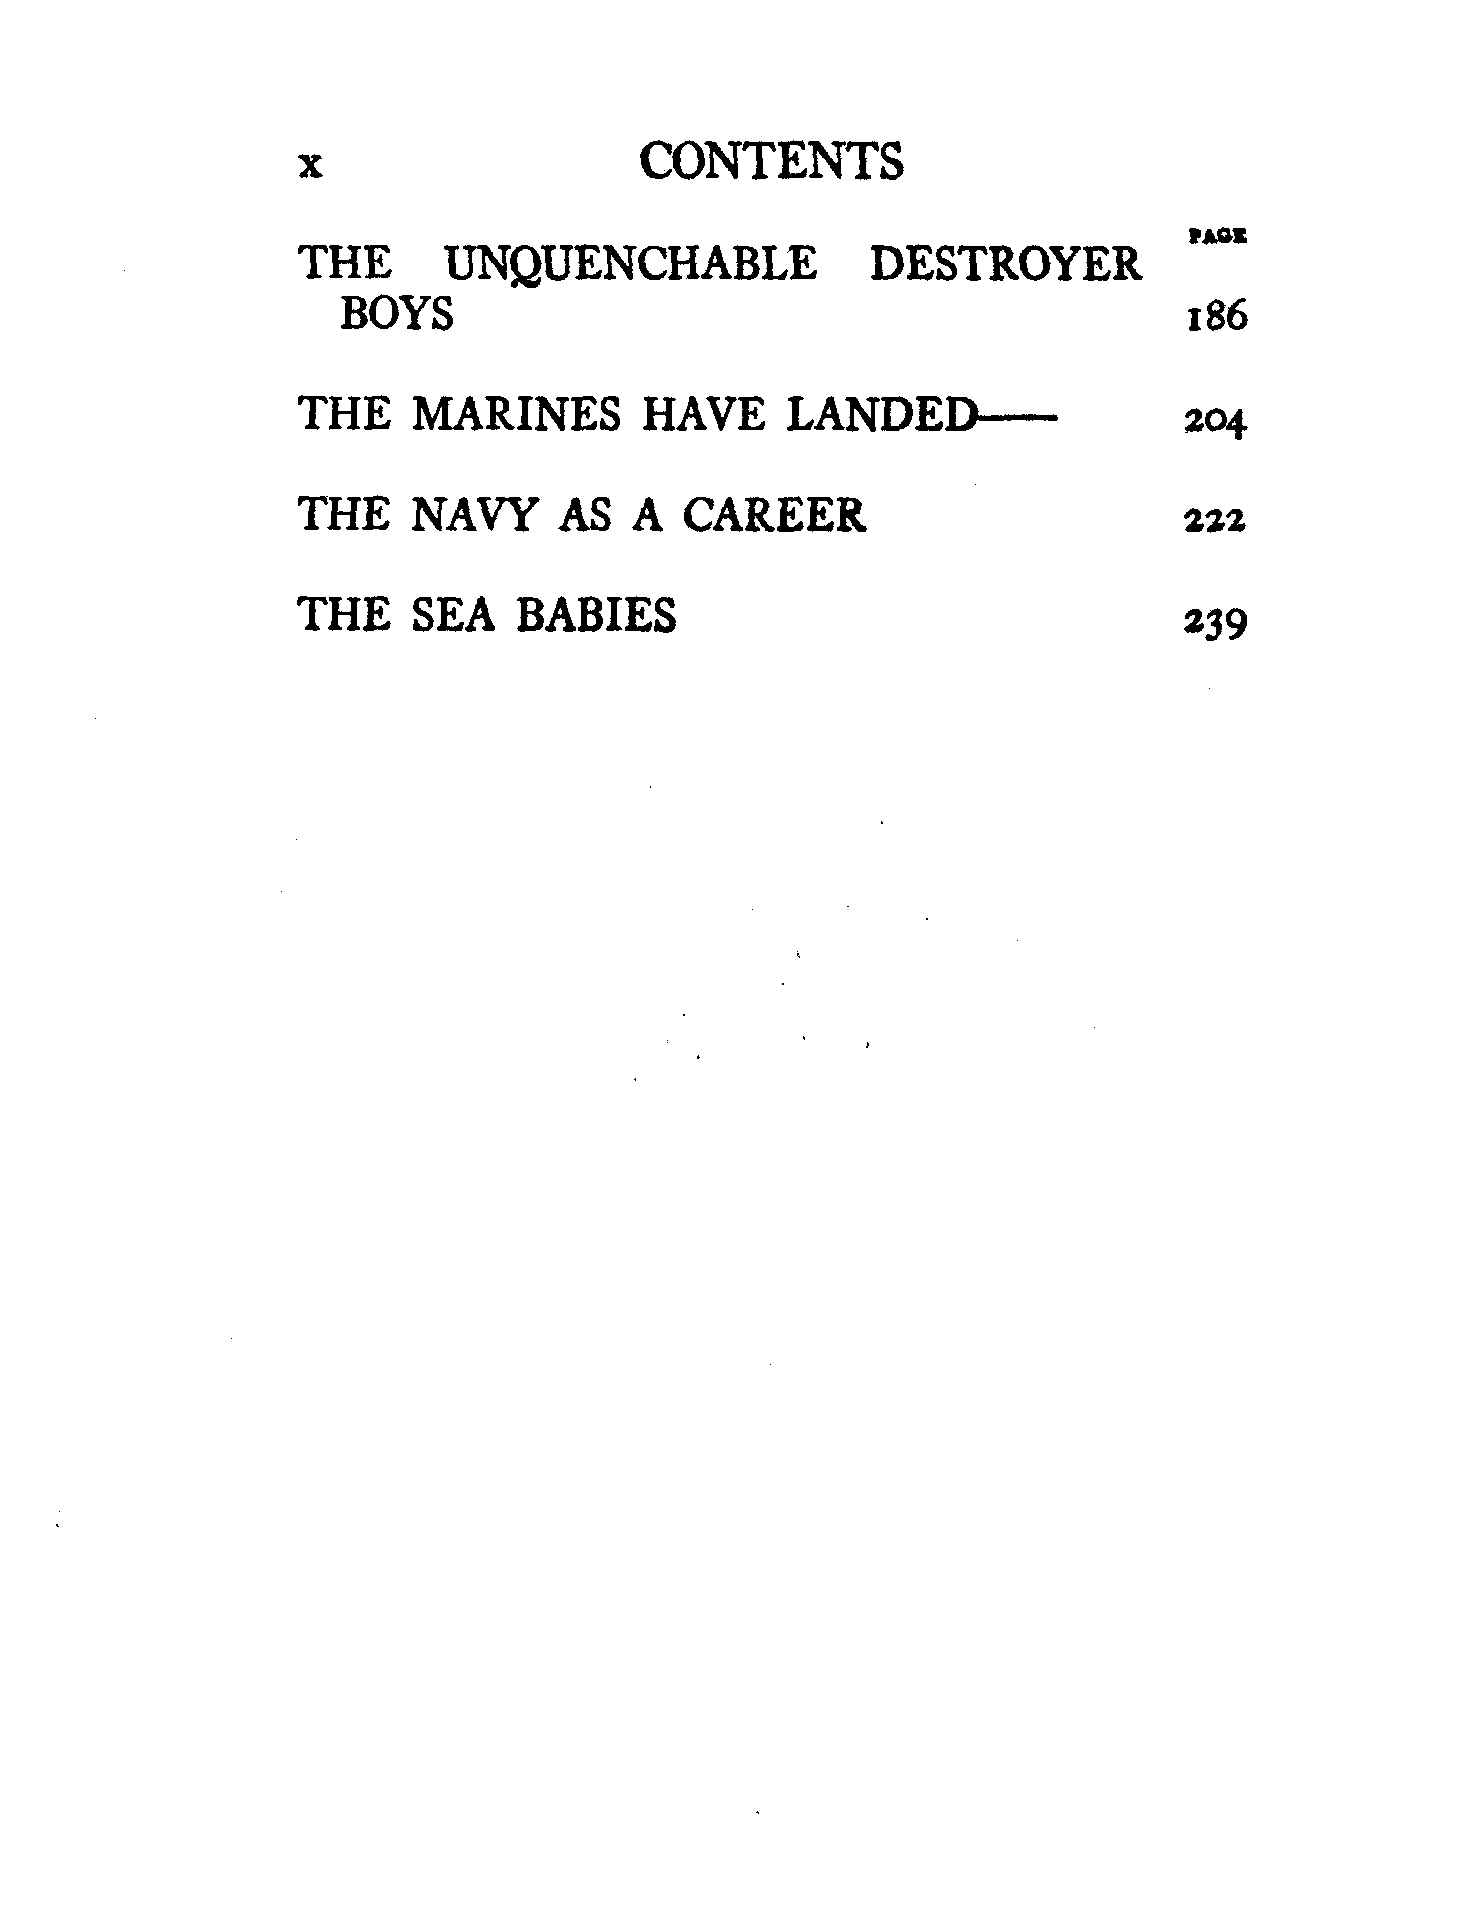 x CONTENTS
PAGE
THE UNQUENCHABLE DESTROYER
BOYS 186
THE MARINES HAVE LANDED— 204
THE NAVY AS A CAREER 222
THE SEA BABIES 239